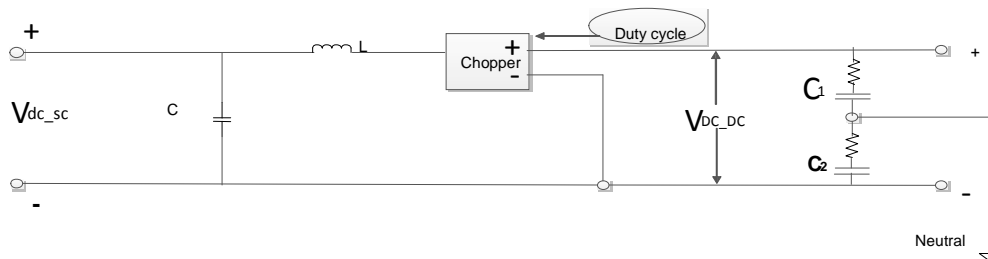 +
Duty cycle
L
Chopper
+
-
+
Vdc_sc
C
VDC_DC
C1
C2
-
-
Neutral